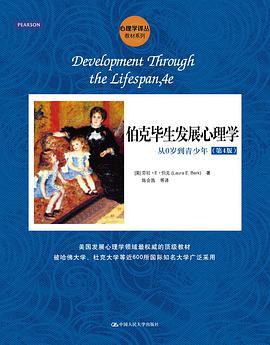 PEARSON
心理学译丛
教材系列
Development Through
the Lifespan,4e
伯克毕生发展心理学
从0岁到青少年(第4版)
[美]劳拉·E·伯克(Laura E. Berk) 著
陈会昌 等译
美国发展心理学领域最权威的顶级教材
被哈佛大学、杜克大学等近600所国际知名大学广泛采用
中国人民大学出版社